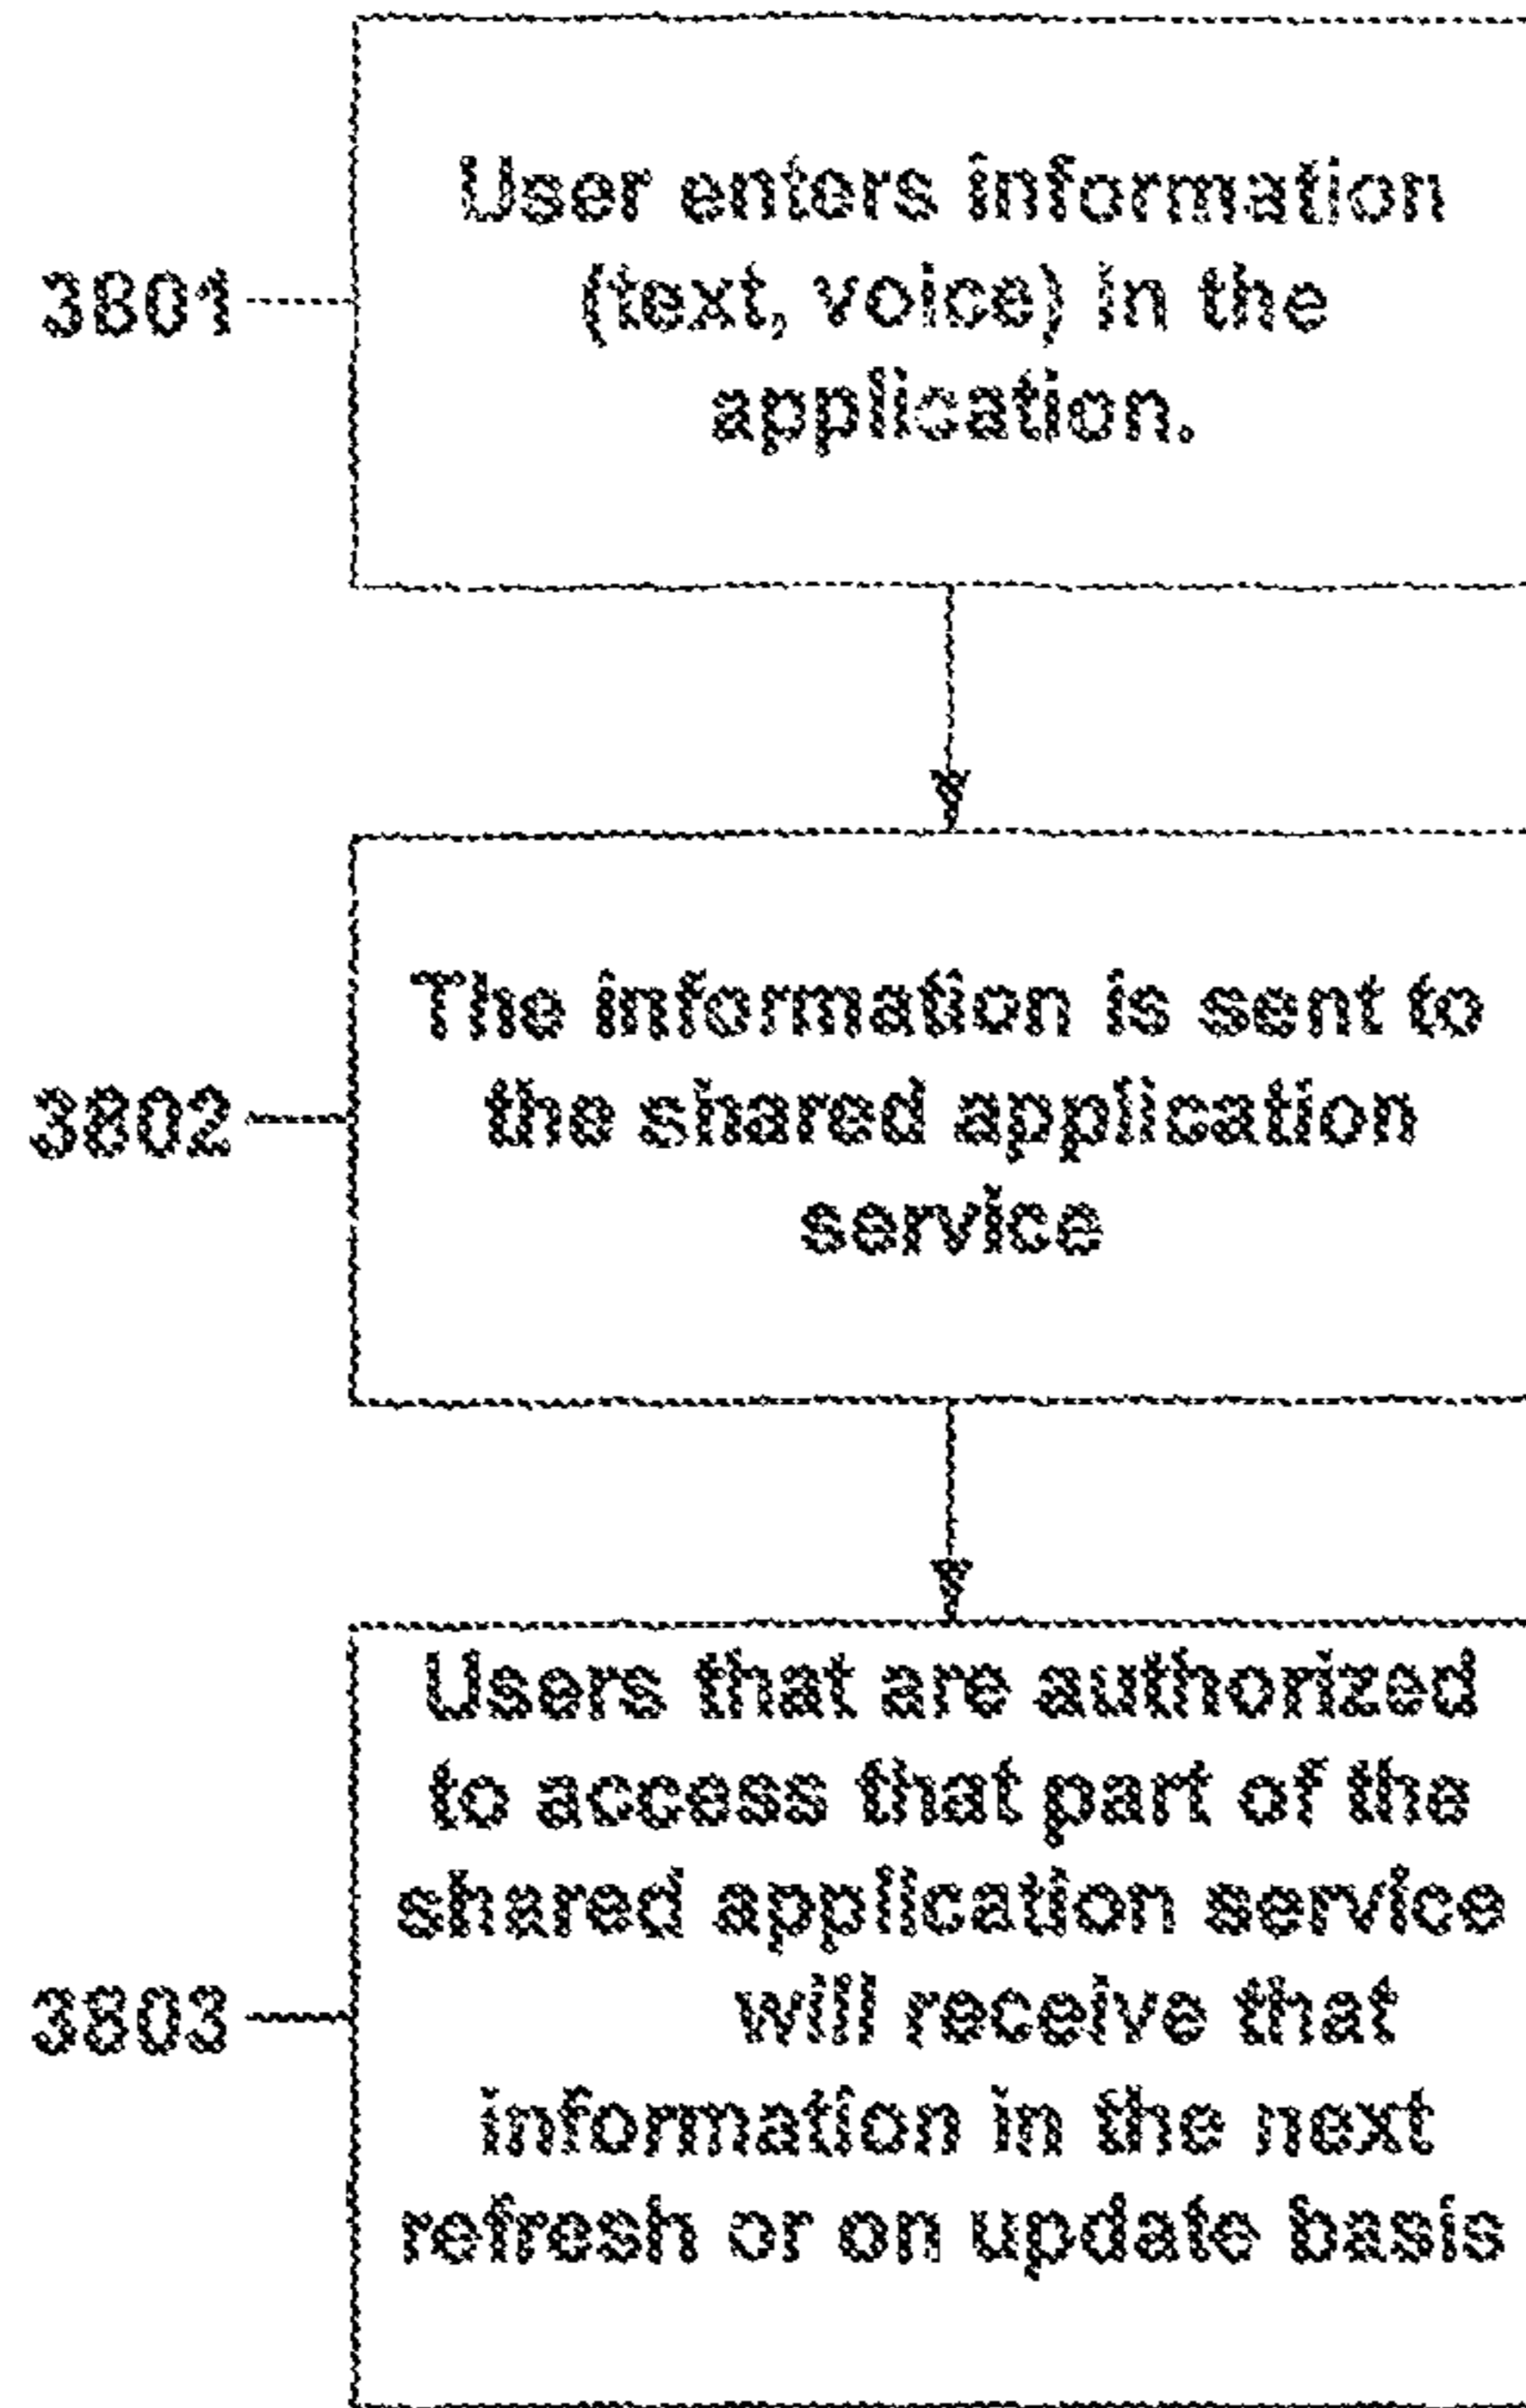 User enters information
3801
(text, voice) in the
application.
The information is sent to
3802
the shared application
service
Users that are authorized
to access that part of the
shared application service
3803
will receive that
information in the next
refresh or on update basis